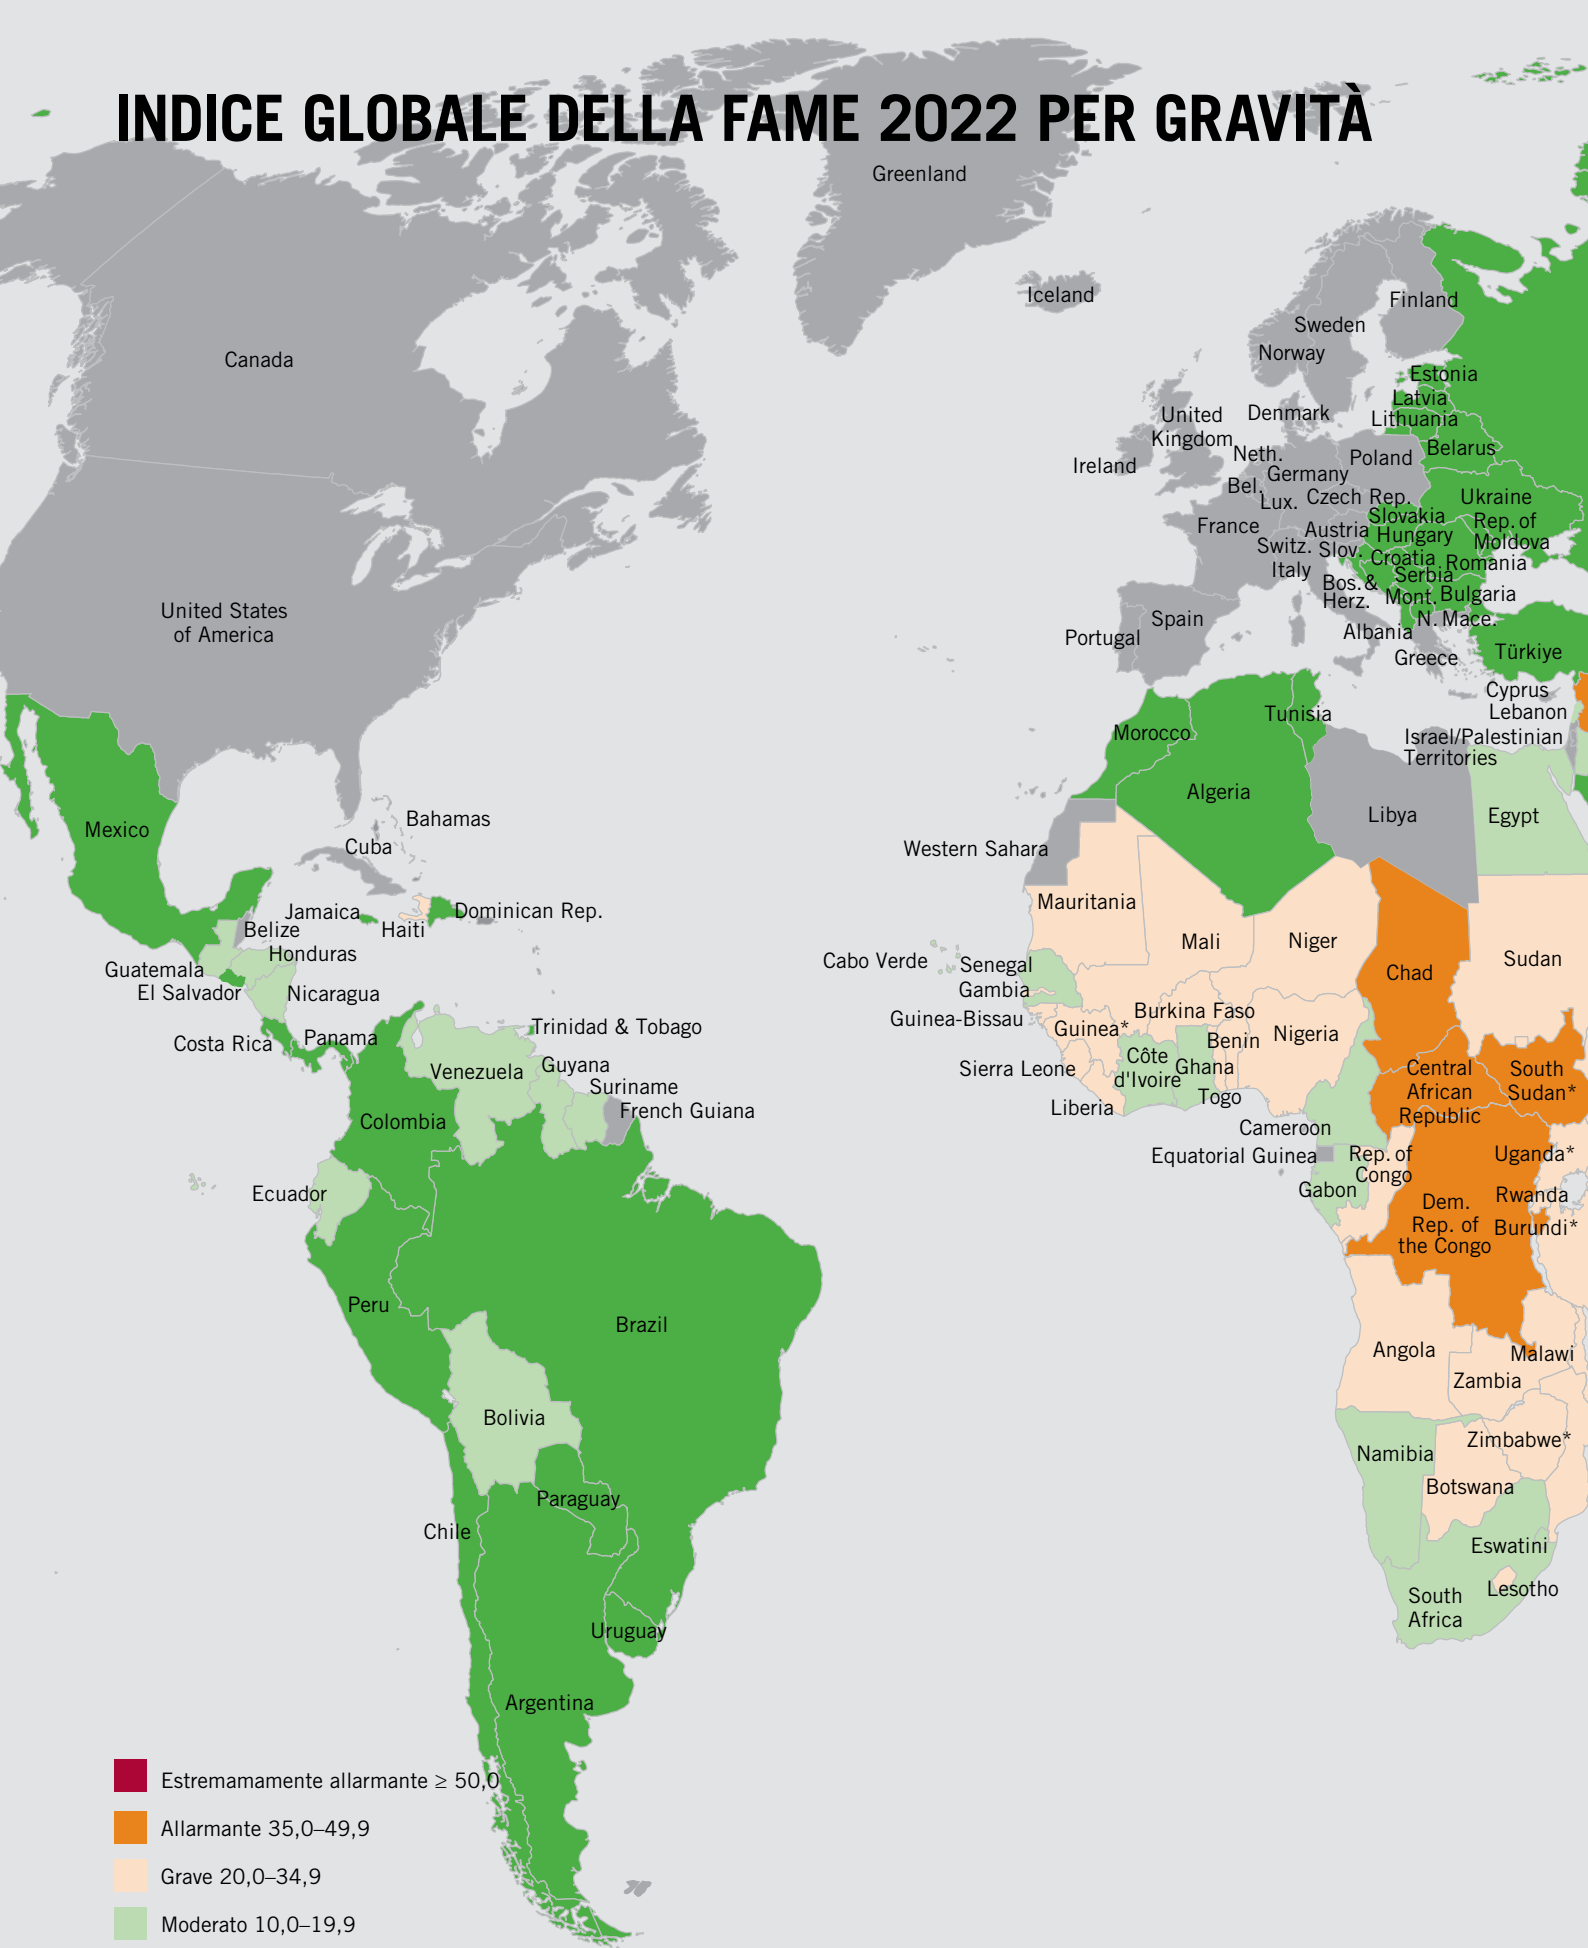 INDICE GLOBALE DELLA FAME 2022 PER GRAVITÀ
Greenland
Iceland
Finland
Sweden
Norway
Canada
Estonia
Latvia
Lithuania
United
Kingdom
Denmark
Belarus
Ireland
Neth.
Poland
Germany
Bel.
Lux.
Czech Rep.
Ukraine
Slovakia
Rep. of
Moldova
France
Austria
Hungary
Switz.
Slov.
Croatia
Romania
Italy
Serbia
Bos. &
Herz.
Mont.
Bulgaria
United States
of America
Spain
N. Mace.
Portugal
Albania
Greece
Türkiye
Cyprus
Lebanon
Tunisia
Morocco
Israel/Palestinian
Territories
Algeria
Libya
Egypt
Mexico
Bahamas
Cuba
Western Sahara
Jamaica
Haiti
Dominican Rep.
Belize
Honduras
Guatemala
El Salvador
Nicaragua
Mauritania
Mali
Niger
Chad
Sudan
Cabo Verde
Senegal
Gambia
Guinea-Bissau
Guinea*
Burkina Faso
Benin
Nigeria
Costa Rica
Panama
Trinidad & Tobago
Venezuela
Guyana
Suriname
French Guiana
Colombia
Sierra Leone
Côte
d'Ivoire
Ghana
Togo
Liberia
Central
African
Republic
South
Sudan*
Cameroon
Equatorial Guinea
Rep. of
Congo
Gabon
Uganda*
Rwanda
Burundi*
Dem.
Rep. of
the Congo
Ecuador
Peru
Brazil
Angola
Malawi
Zambia
Bolivia
Namibia
Zimbabwe*
Botswana
Paraguay
Chile
Eswatini
South
Africa
Lesotho
Uruguay
Argentina
Estremamamente allarmante ≥ 50,0
Allarmante 35,0–49,9
Grave 20,0–34,9
Moderato 10,0–19,9